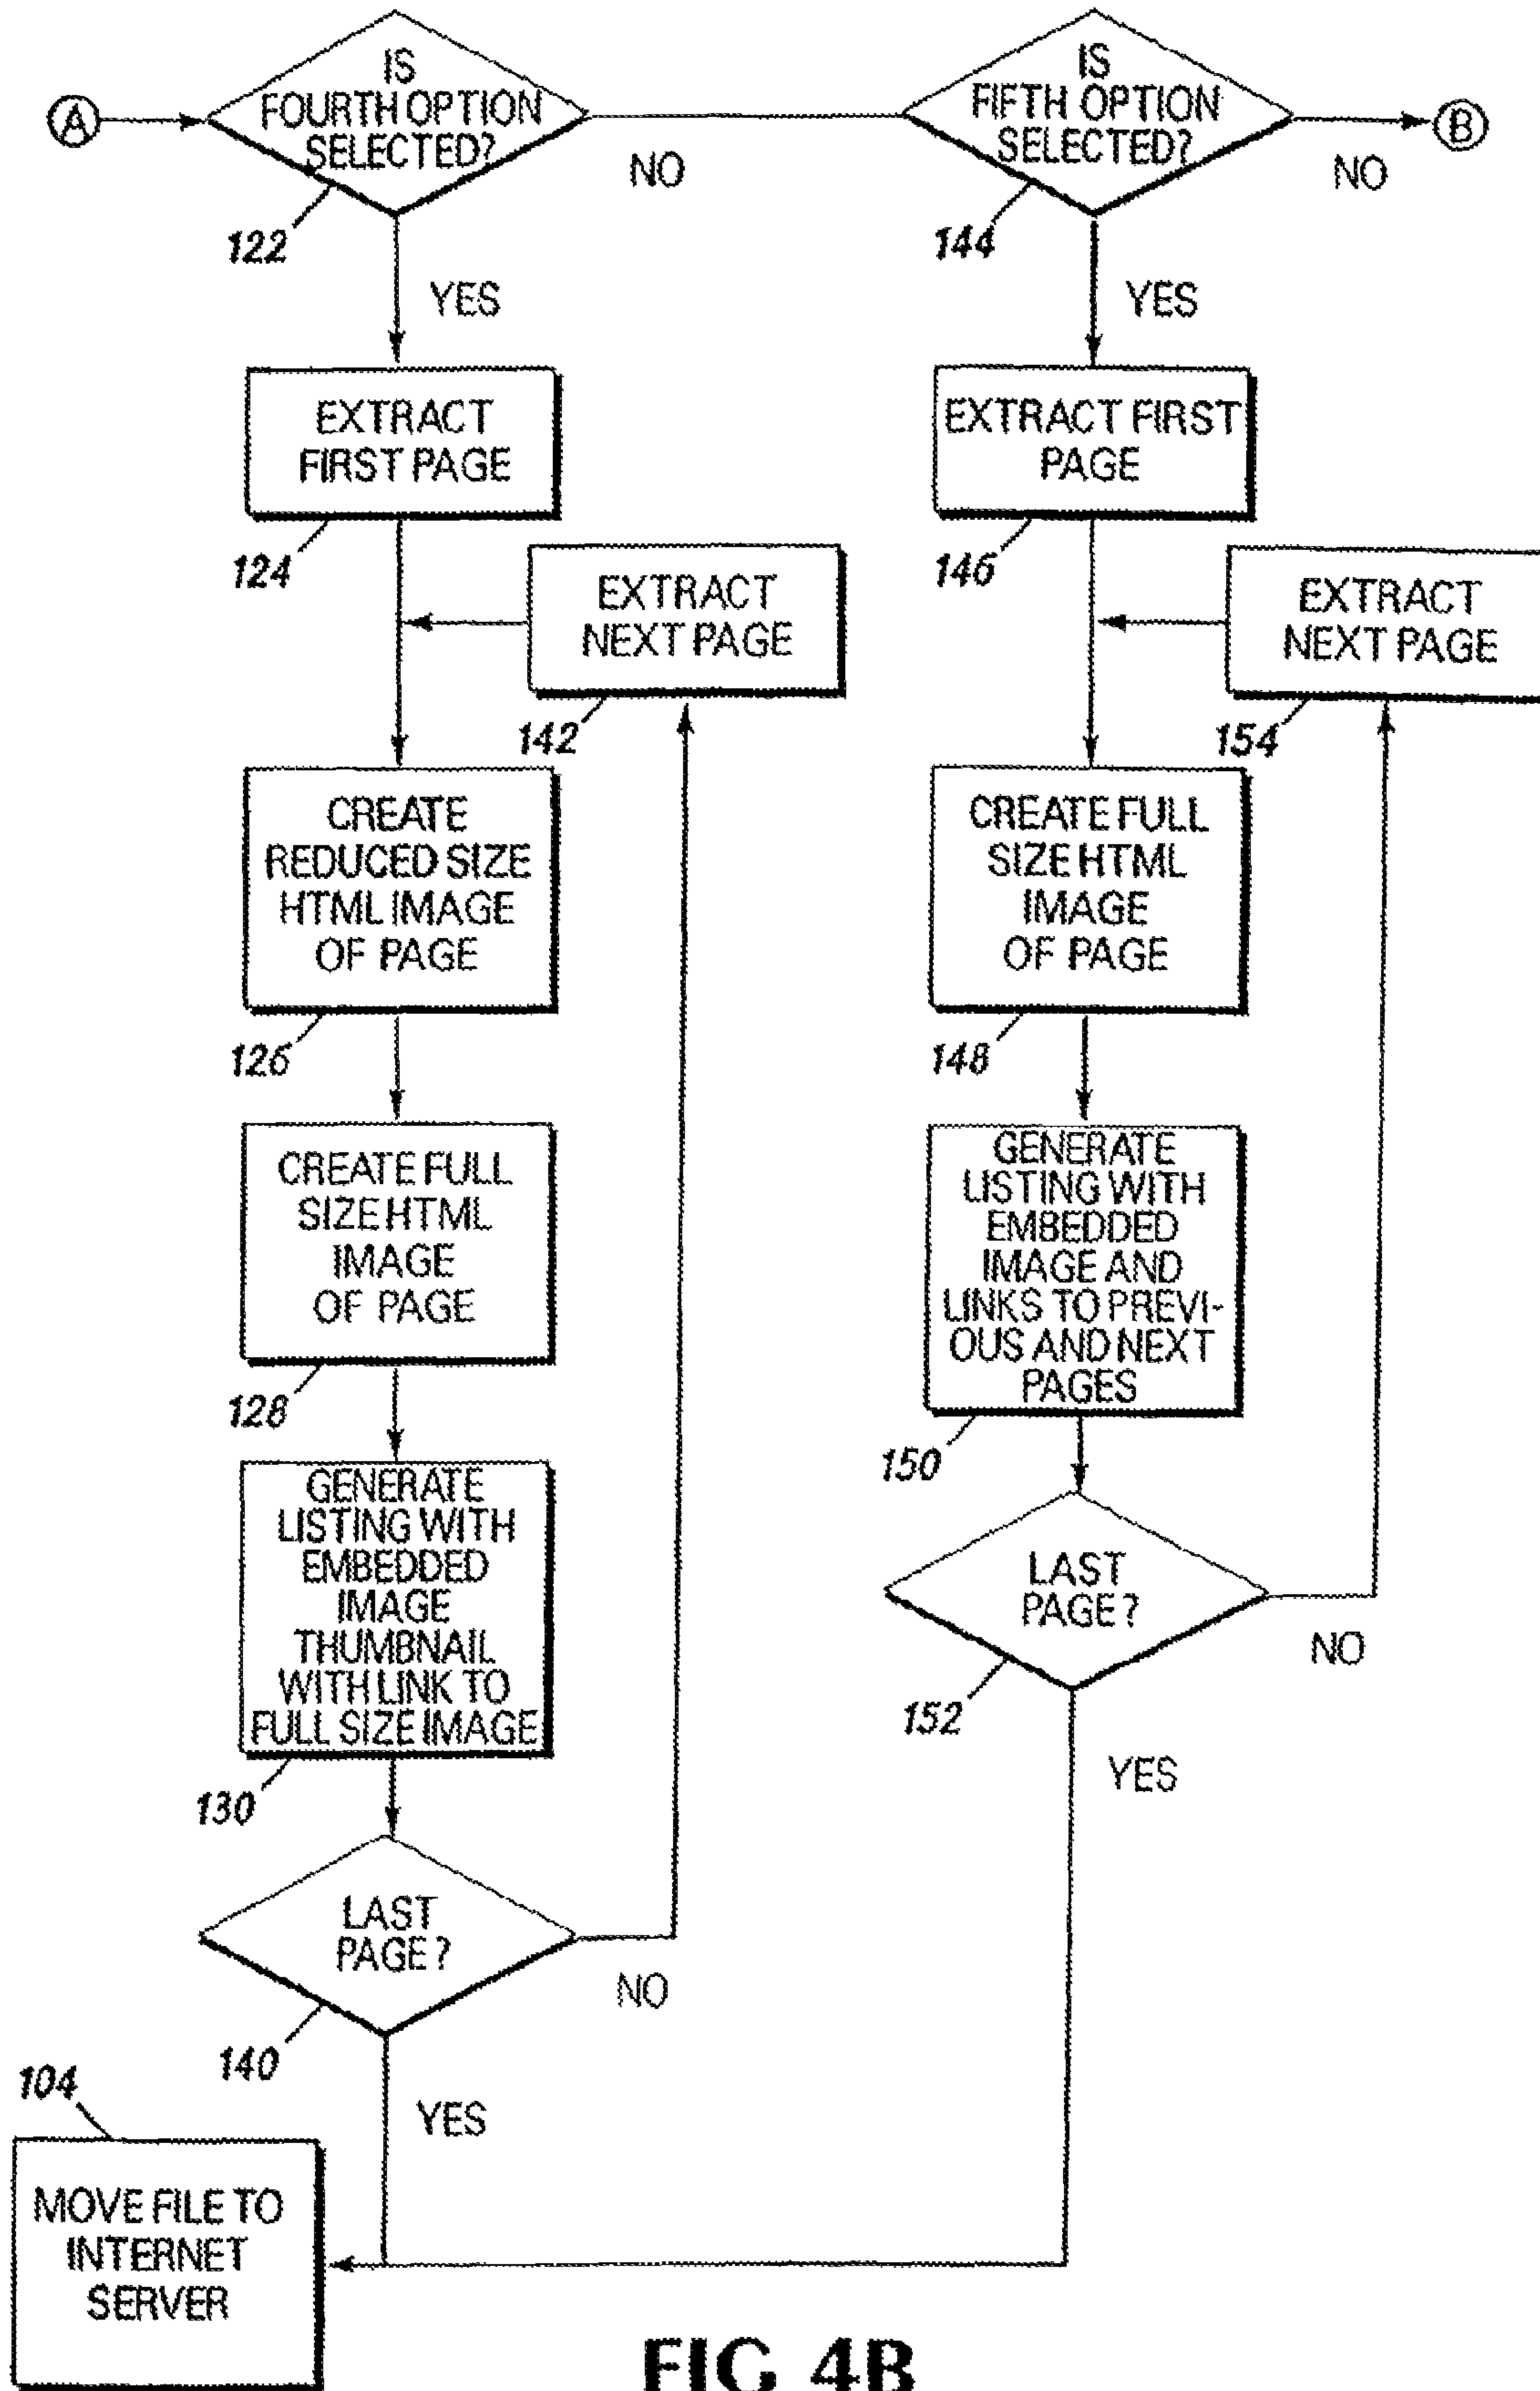 A
IS
FOURTH OPTION
SELECTED?
122
NO
YES
IS
FIFTH OPTION
SELECTED?
144
NO
B
YES
EXTRACT
FIRST PAGE
124
EXTRACT
NEXT PAGE
142
CREATE
REDUCED SIZE
HTML IMAGE
OF PAGE
126
CREATE FULL
SIZE HTML
IMAGE
OF PAGE
128
GENERATE
LISTING WITH
EMBEDDED
IMAGE
THUMBNAIL
WITH LINK TO
FULL SIZE IMAGE
130
LAST
PAGE?
NO
140
YES
104
MOVE FILE TO
INTERNET
SERVER
EXTRACT FIRST
PAGE
146
EXTRACT
NEXT PAGE
154
CREATE FULL
SIZE HTML
IMAGE
OF PAGE
148
GENERATE
LISTING WITH
EMBEDDED
IMAGE AND
LINKS TO PREVI-
OUS AND NEXT
PAGES
150
LAST
PAGE?
NO
152
YES
FIG 4B